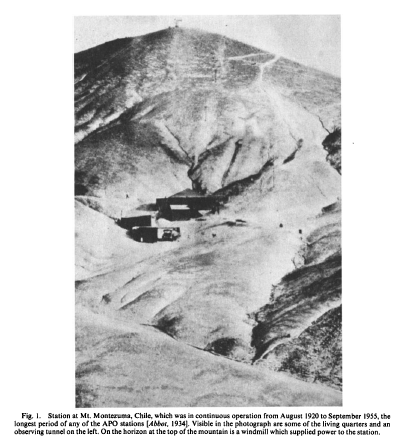 Fig. 1. Station at Mt. Montezuma, Chile, which was in continuous operation from August 1920 to September 1955, the
longest period of any of the APO stations [Abbot, 1934]. Visible in the photograph are some of the living quarters and an
observing tunnel on the left. On the horizon at the top of the mountain is a windmill which supplied power to the station.